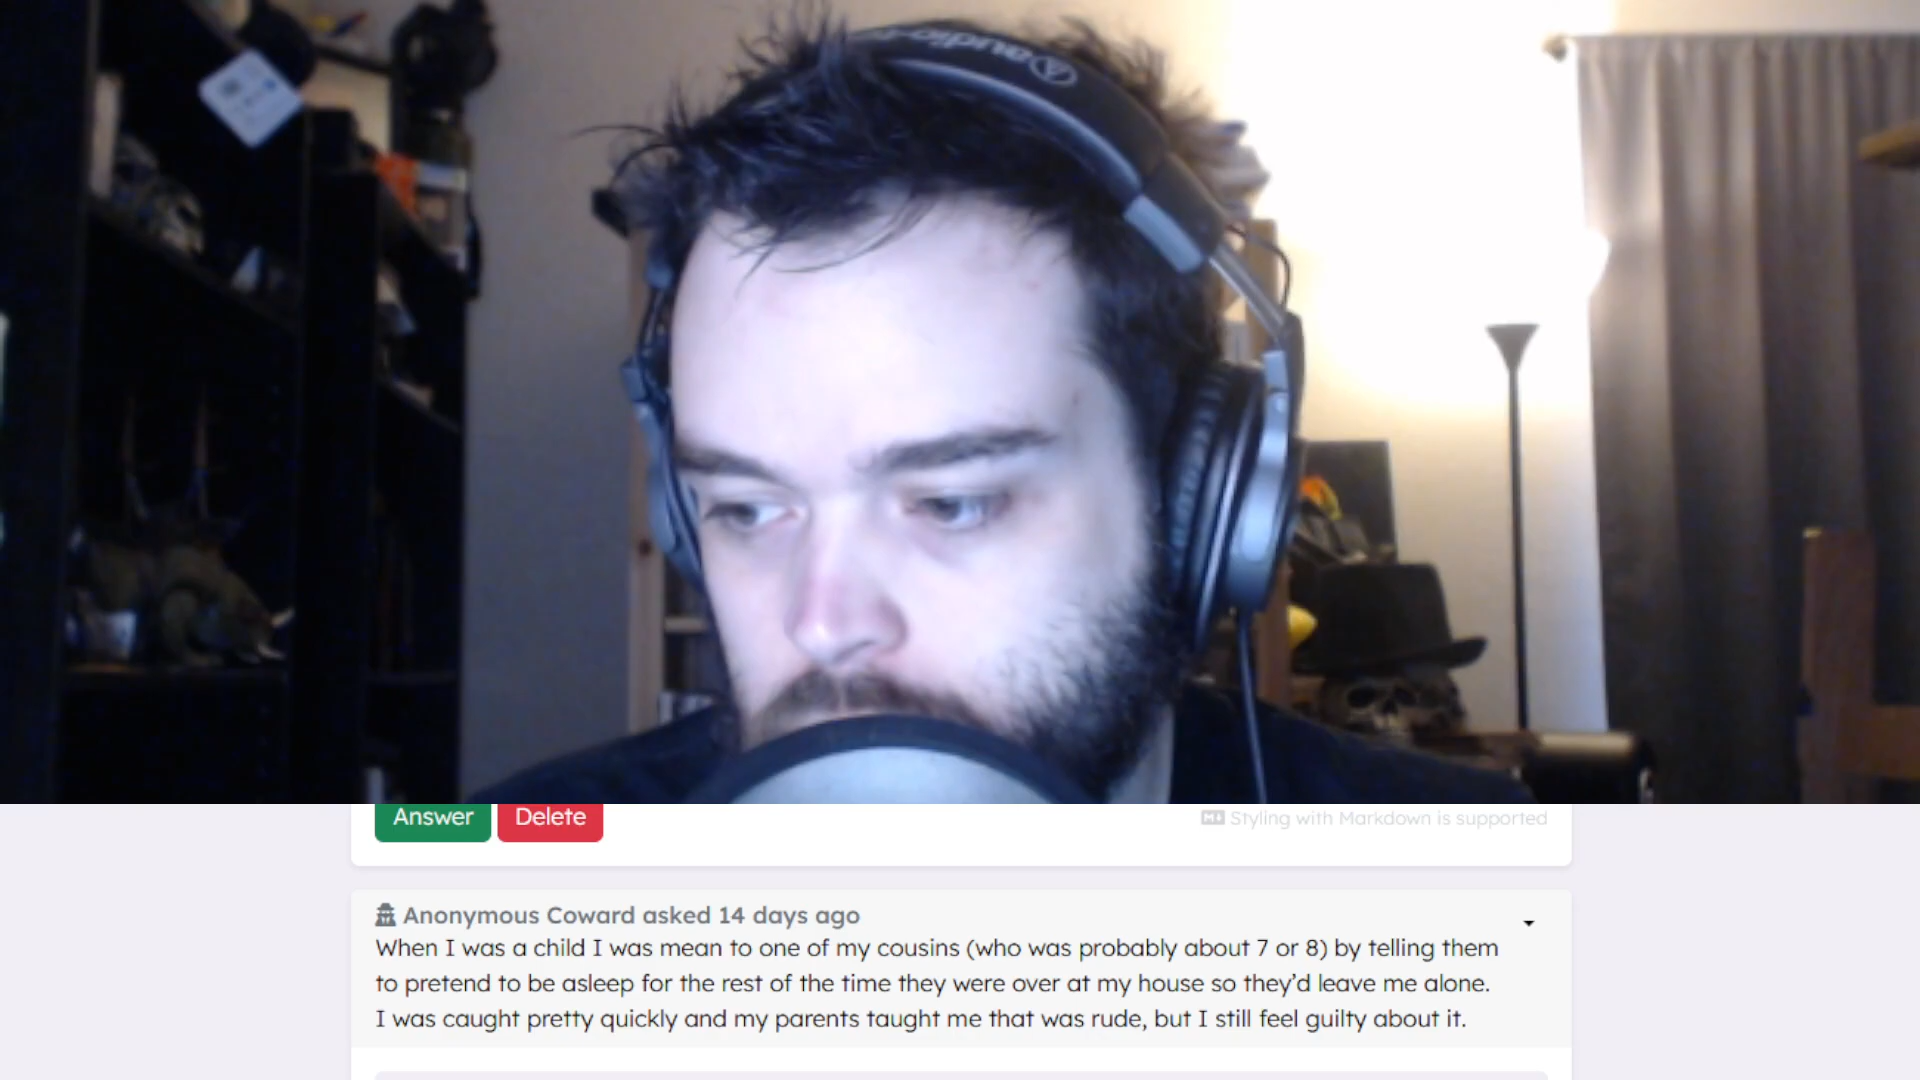 audio-t
Answer
Delete
Styling with Markdown is supported
Anonymous Coward asked 14 days ago
When I was a child I was mean to one of my cousins (who was probably about 7 or 8) by telling them
to pretend to be asleep for the rest of the time they were over at my house so they’d leave me alone.
I was caught pretty quickly and my parents taught me that was rude, but I still feel guilty about it.